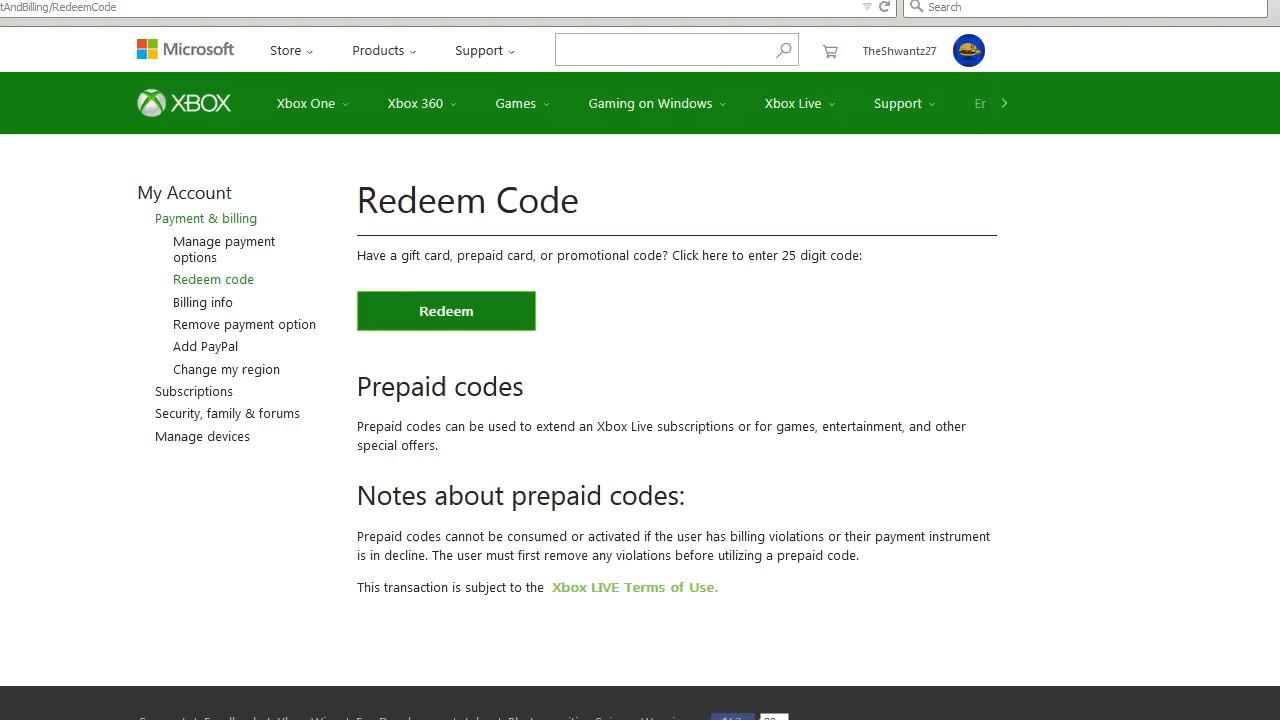 tAndBilling/RedeemCode
Search
Microsoft
Store
Products
Support
TheShwantz27
XBOX
Xbox One
Xbox 360
Games
Gaming on Windows
Xbox Live
Support
My Account
Payment & billing
Manage payment
options
Redeem code
Billing info
Remove payment option
Add PayPal
Change my region
Subscriptions
Security, family & forums
Manage devices
Redeem Code
Have a gift card, prepaid card, or promotional code? Click here to enter 25 digit code:
Redeem
Prepaid codes
Prepaid codes can be used to extend an Xbox Live subscriptions or for games, entertainment, and other
special offers.
Notes about prepaid codes:
Prepaid codes cannot be consumed or activated if the user has billing violations or their payment instrument
is in decline. The user must first remove any violations before utilizing a prepaid code.
This transaction is subject to the Xbox LIVE Terms of Use.